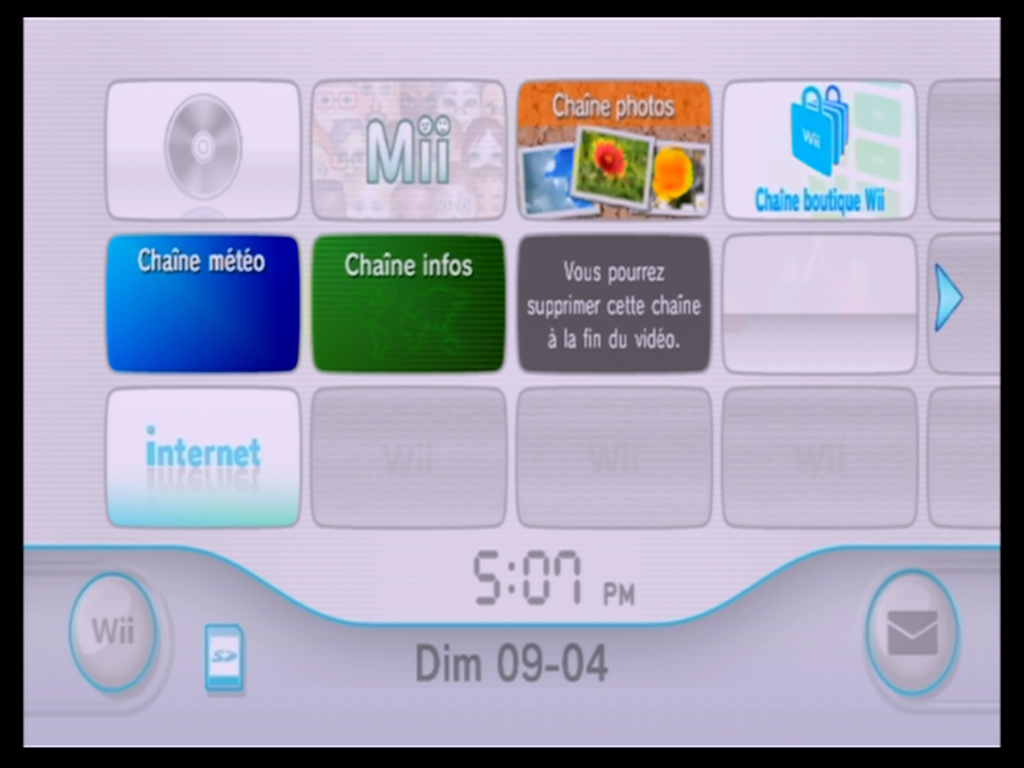 Mii
Chaîne photos
Wii
Chaîne boutique Wii
Chaîne météo
Chaîne infos
Vous pourrez
supprimer cette chaîne
à la fin du vidéo.
internet
Wii
Wii
Wii
5:07 PM
Wii
SD
Dim 09-04